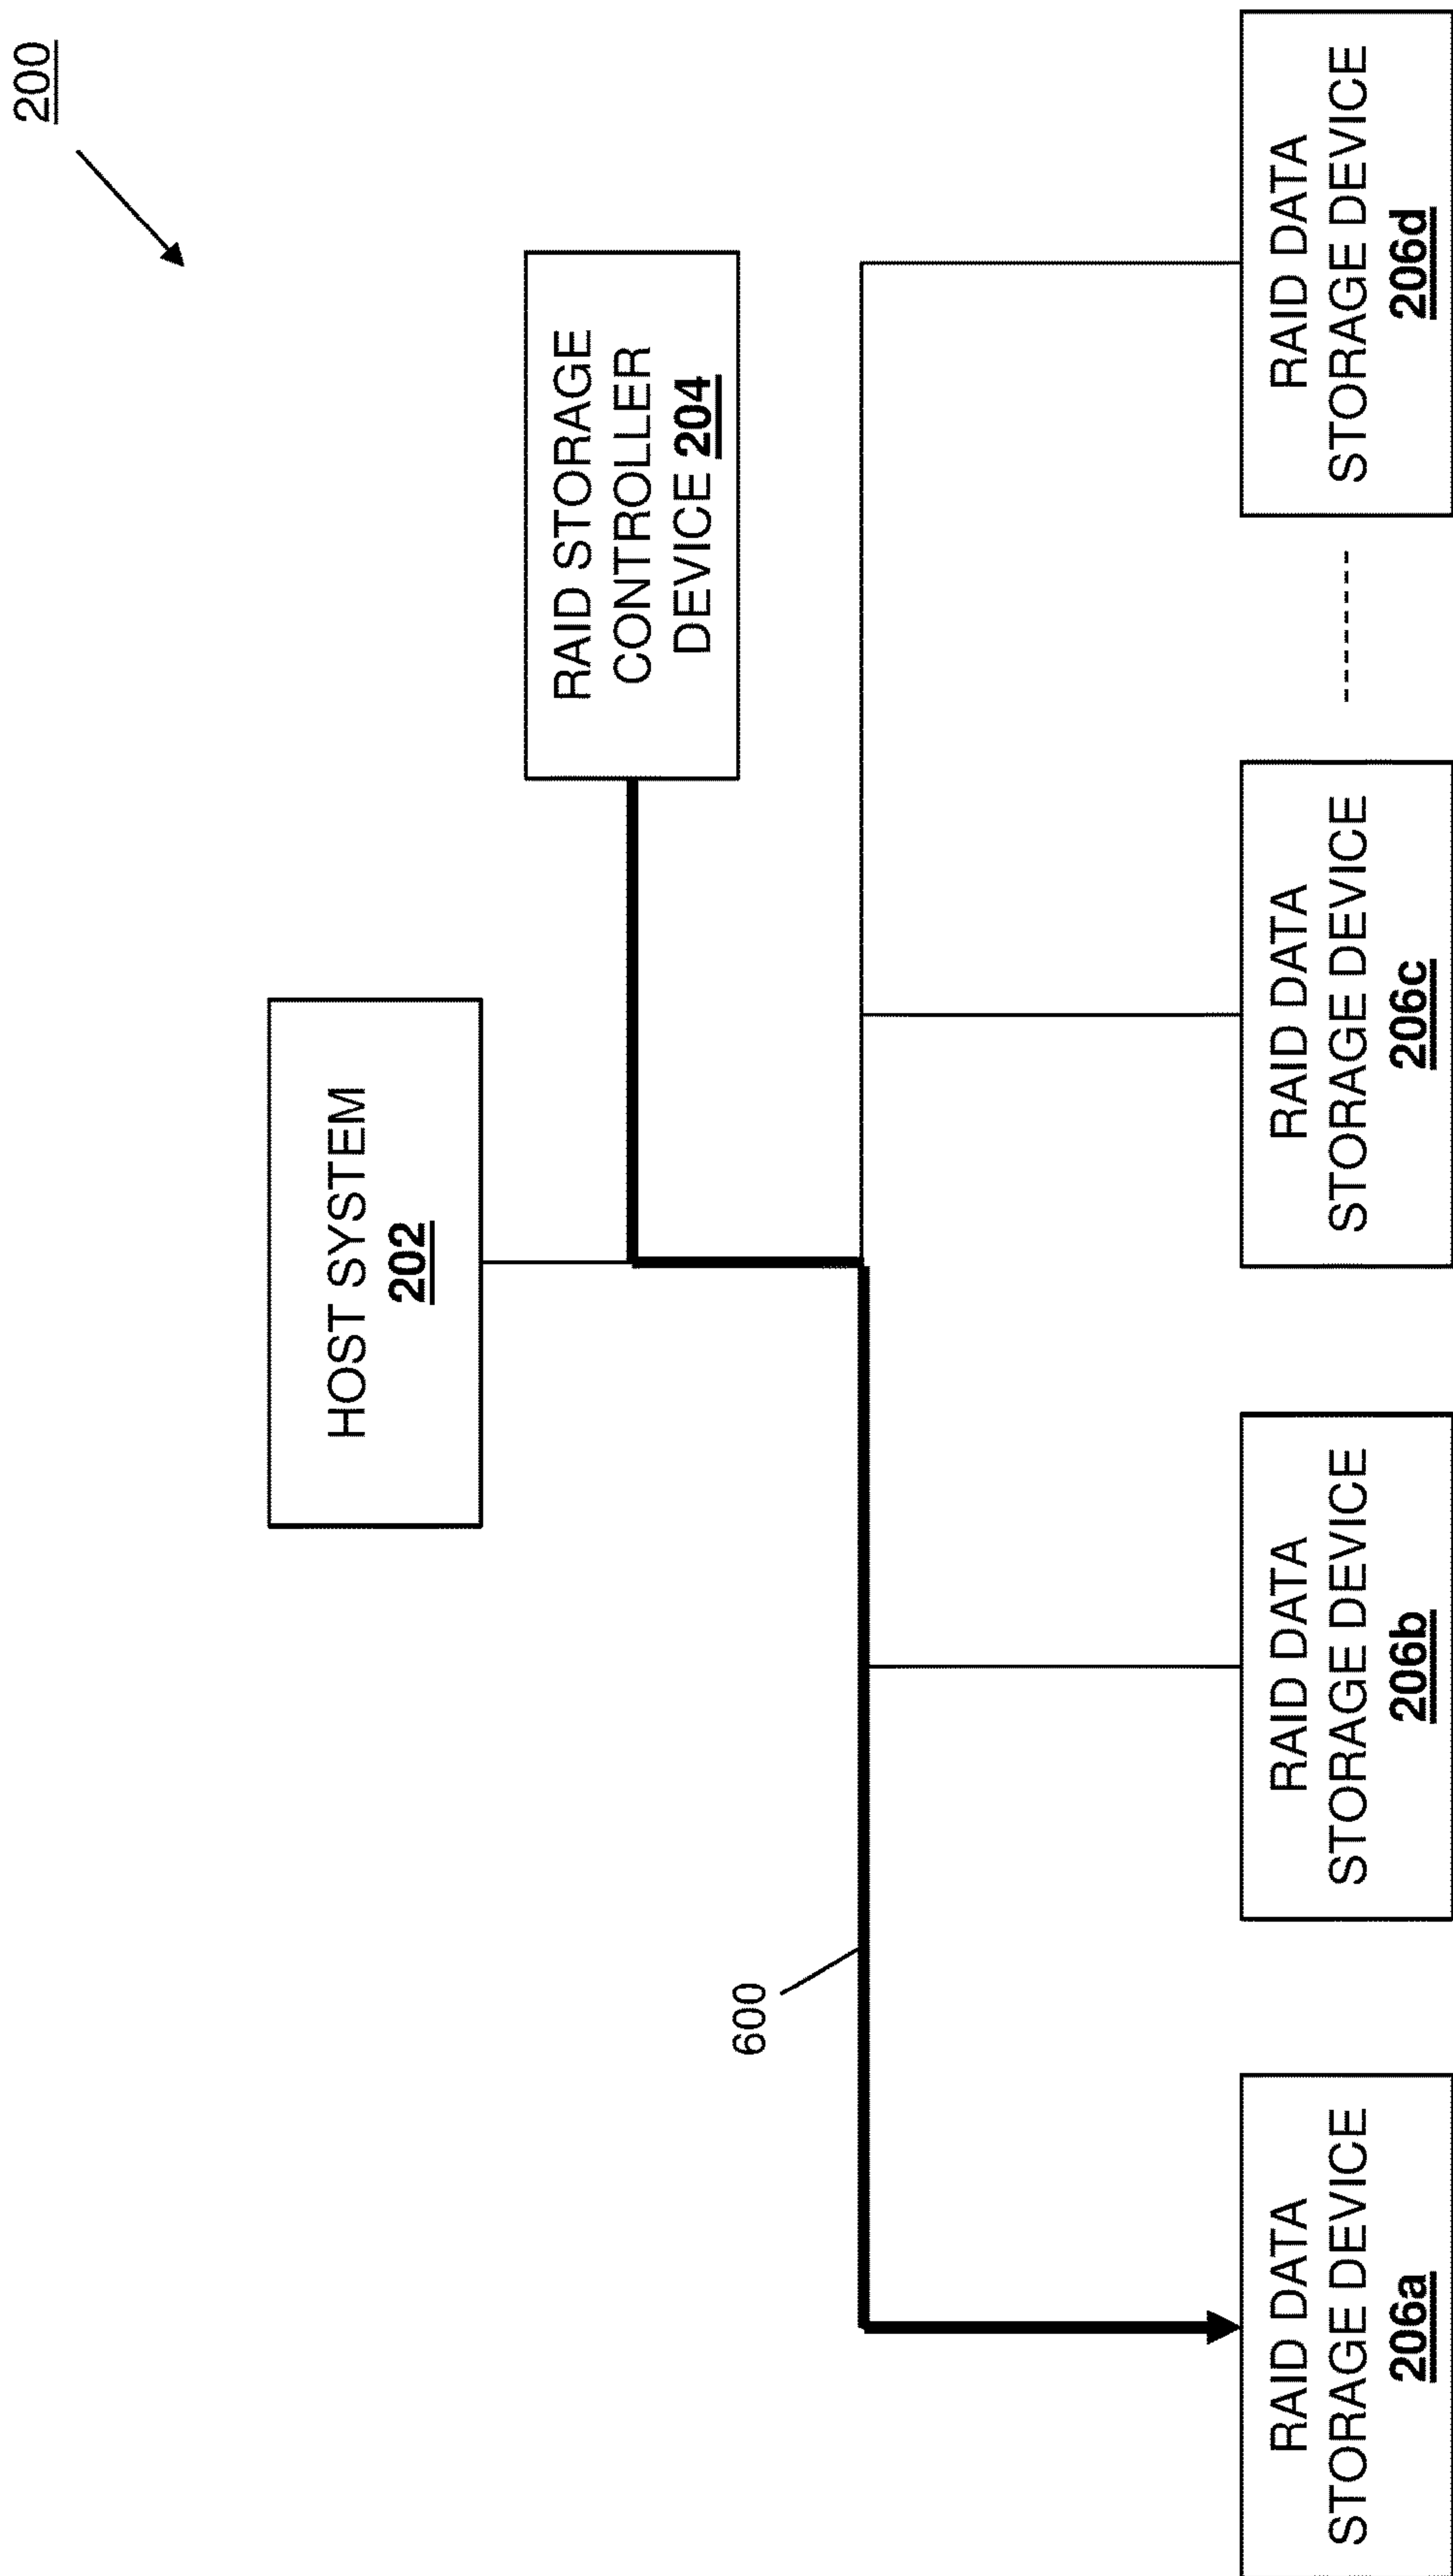 200
HOST SYSTEM
202
RAID STORAGE
CONTROLLER
DEVICE 204
600
RAID DATA
STORAGE DEVICE
206a
RAID DATA
STORAGE DEVICE
206b
RAID DATA
STORAGE DEVICE
206c
RAID DATA
STORAGE DEVICE
206d